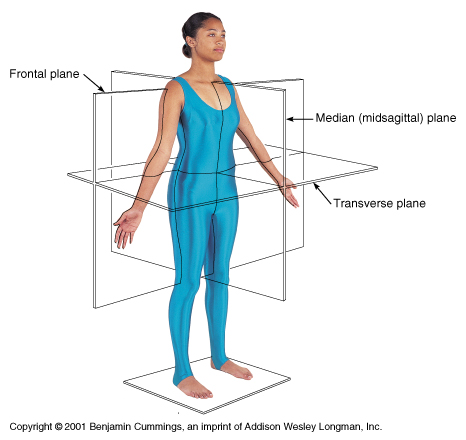 Frontal plane
Median (midsagittal) plane
Transverse plane
Copyright © 2001 Benjamin Cummings, an imprint of Addison Wesley Longman, Inc.